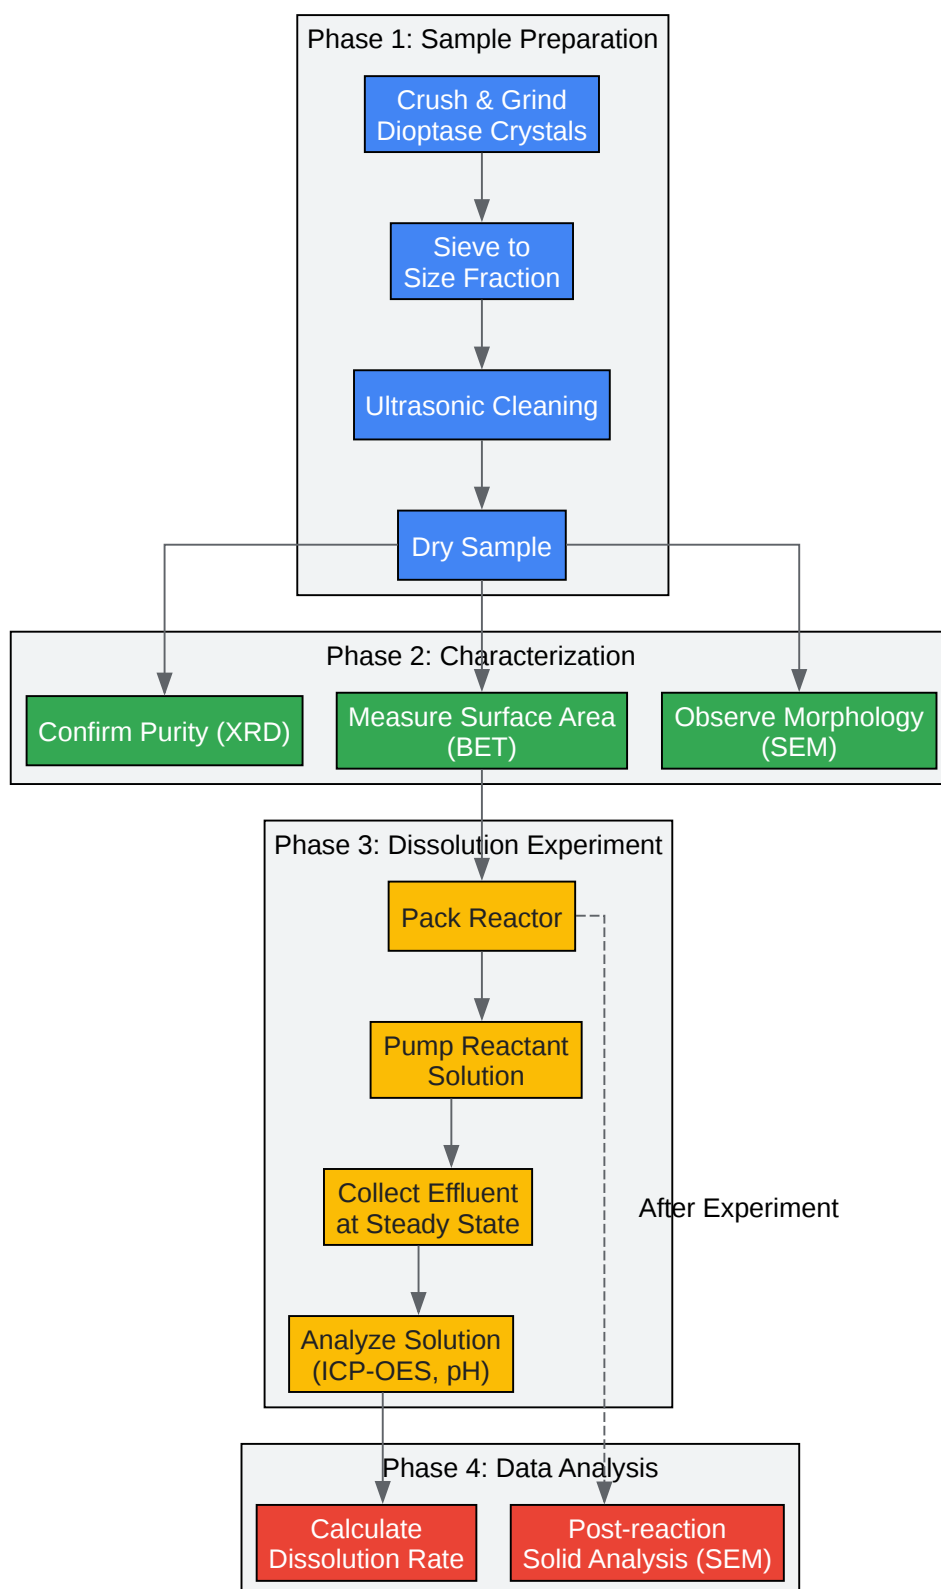 Phase 1: Sample Preparation
Crush & Grind
Dioptase Crystals
Sieve to
Size Fraction
Ultrasonic Cleaning
Dry Sample
Phase 2: Characterization
Confirm Purity (XRD)
Measure Surface Area
(BET)
Observe Morphology
(SEM)
Phase 3: Dissolution Experiment
Pack Reactor
Pump Reactant
Solution
Collect Effluent
at Steady State
After Experiment
Analyze Solution
(ICP-OES, pH)
Phase 4: Data Analysis
Calculate
Dissolution Rate
Post-reaction
Solid Analysis (SEM)